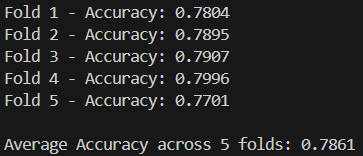 Fold 1 - Accuracy: 0.7804
Fold 2 - Accuracy: 0.7895
Fold 3 - Accuracy: 0.7907
Fold 4 - Accuracy: 0.7996
Fold 5 - Accuracy: 0.7701
Average Accuracy across 5 folds: 0.7861